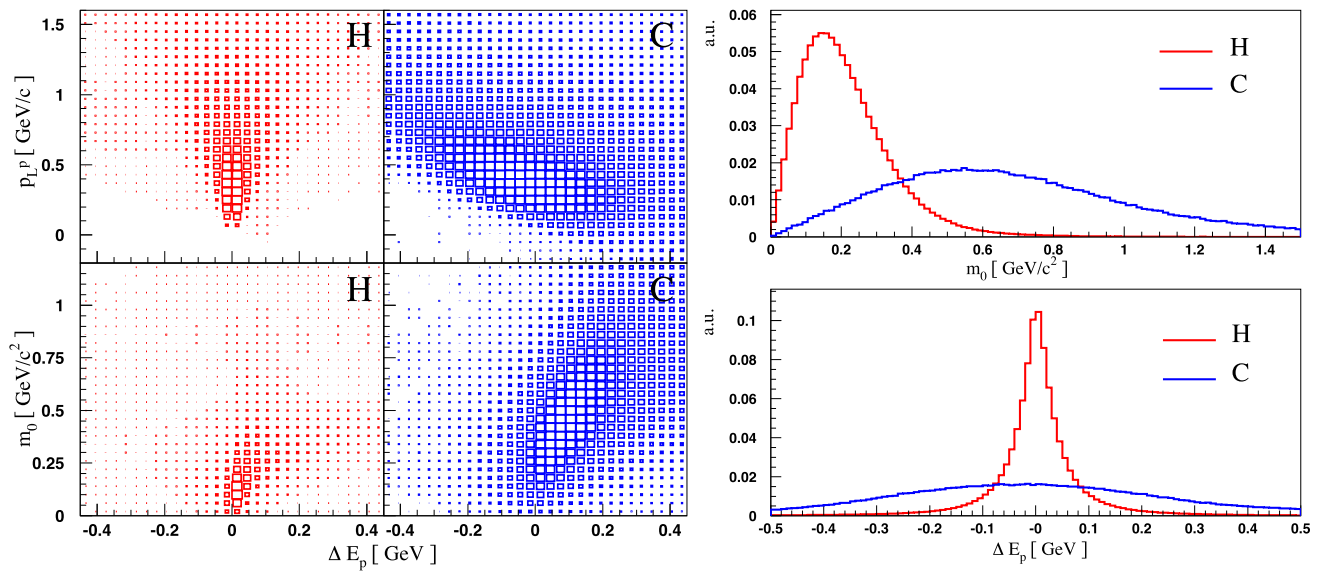 H
C
p_L^p [ GeV/c ]
1.5
1
0.5
0
H
C
m_0 [ GeV/c^2 ]
1
0.75
0.5
0.25
0
-0.4 -0.2 0 0.2 0.4
-0.4 -0.2 0 0.2 0.4
Δ E_p [ GeV ]
a.u.
0.06
0.05
0.04
0.03
0.02
0.01
0
H
C
0 0.2 0.4 0.6 0.8 1 1.2 1.4
m_0 [ GeV/c^2 ]
a.u.
0.1
0.08
0.06
0.04
0.02
0
H
C
-0.5 -0.4 -0.3 -0.2 -0.1 -0 0.1 0.2 0.3 0.4 0.5
Δ E_p [ GeV ]